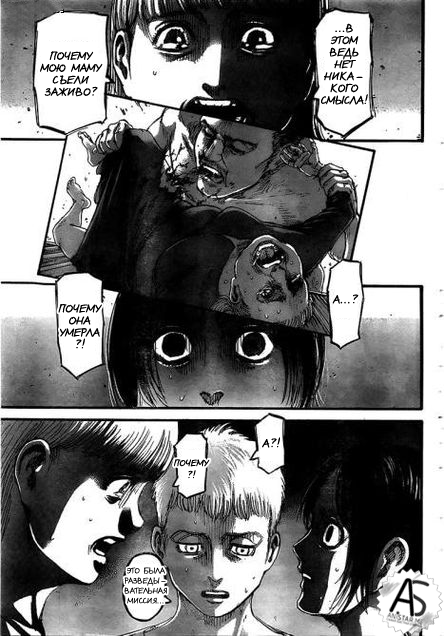 ...В
ЭТОМ
ВЕДЬ
НЕТ
НИКА-
КОГО
СМЫСЛА!
ПОЧЕМУ
МОЮ МАМУ
СЪЕЛИ
ЗАЖИВО?
А...?
ПОЧЕМУ
ОНА
УМЕРЛА
?!
А?!
ПОЧЕМУ
?!
ЭТО БЫЛА
РАЗВЕДЫ-
ВАТЕЛЬНАЯ
МИССИЯ...